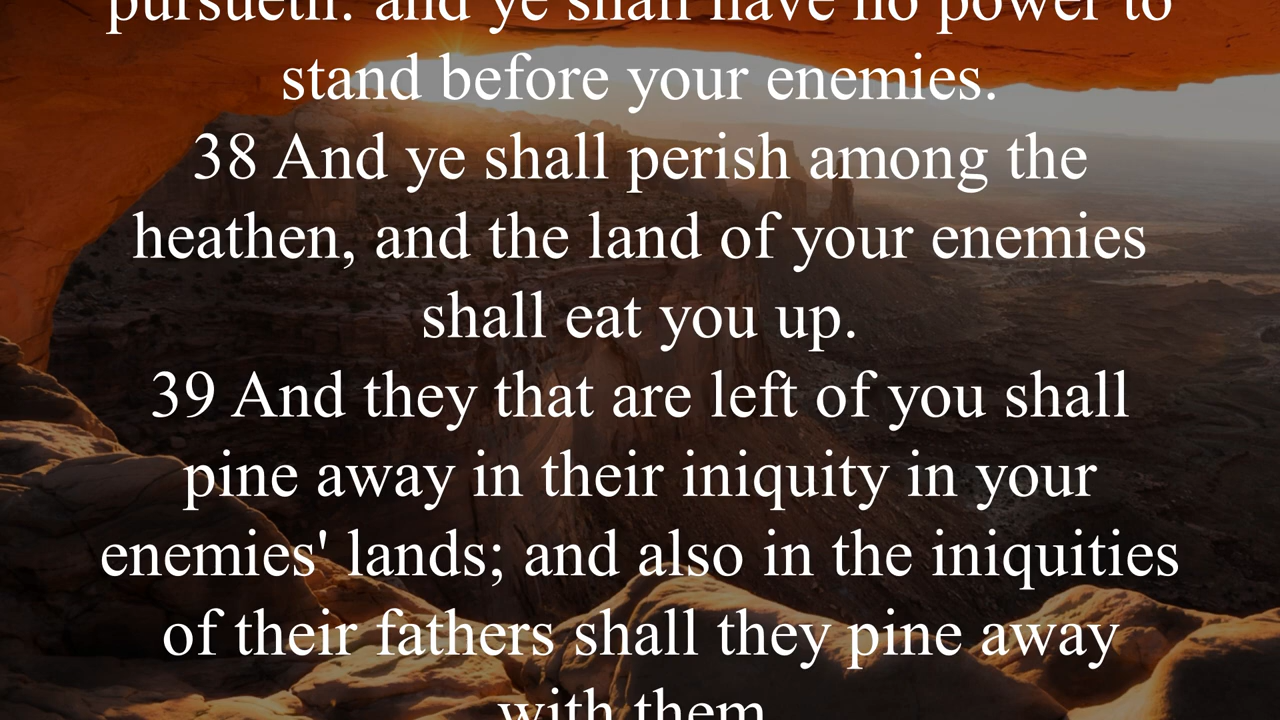 pursueth: and ye shall have no power to
stand before your enemies.
38 And ye shall perish among the
heathen, and the land of your enemies
shall eat you up.
39 And they that are left of you shall
pine away in their iniquity in your
enemies' lands; and also in the iniquities
of their fathers shall they pine away
with them.